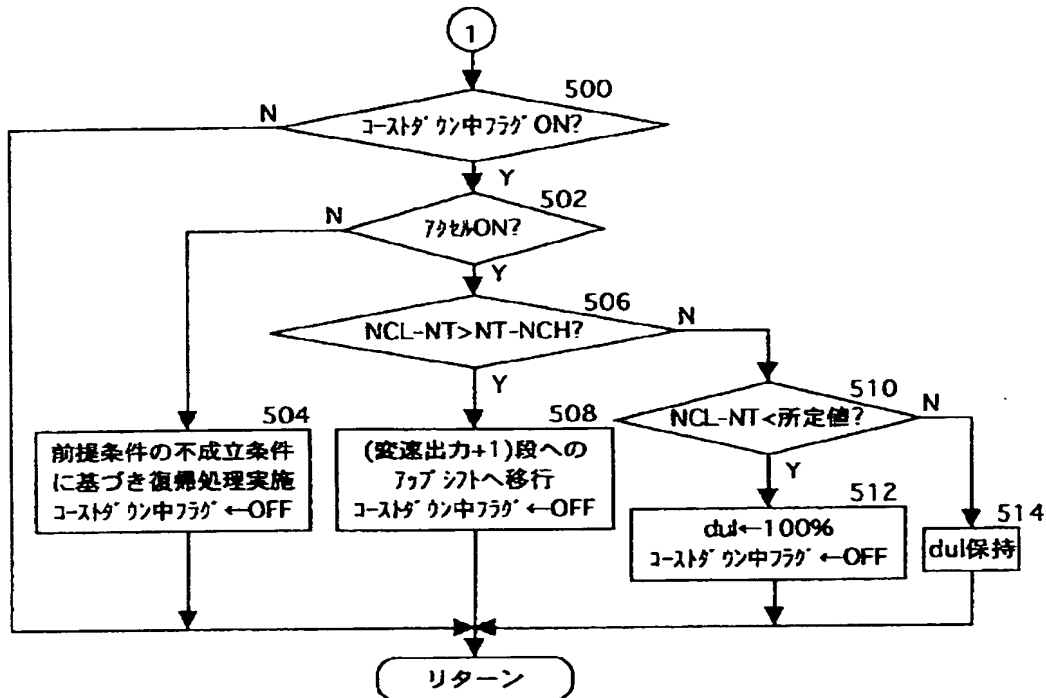 1
500
N
コーストダウン中フラグON?
Y
502
N
アクセルON?
Y
506
NCL-NT>NT-NCH?
N
Y
510
NCL-NT<所定値?
N
Y
504
前提条件の不成立条件
に基づき復帰処理実施
コーストダウン中フラグ←OFF
508
(変速出力+1)段への
アップシフトへ移行
コーストダウン中フラグ←OFF
512
dul←100%
コーストダウン中フラグ←OFF
514
dul保持
リターン